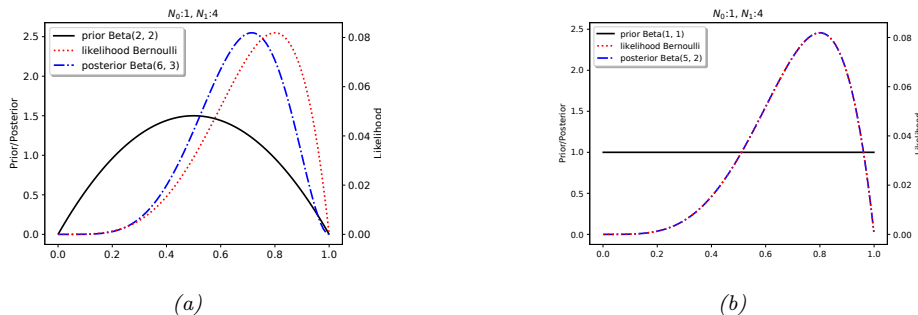 N₀:1, N₁:4
prior Beta(2, 2)
likelihood Bernoulli
posterior Beta(6, 3)
Prior/Posterior
2.5
2.0
1.5
1.0
0.5
0.0
0.08
0.06
0.04
0.02
0.00
Likelihood
0.0 0.2 0.4 0.6 0.8 1.0
(a)
N₀:1, N₁:4
prior Beta(1, 1)
likelihood Bernoulli
posterior Beta(5, 2)
Prior/Posterior
2.5
2.0
1.5
1.0
0.5
0.0
0.08
0.06
0.04
0.02
0.00
Likelihood
0.0 0.2 0.4 0.6 0.8 1.0
(b)